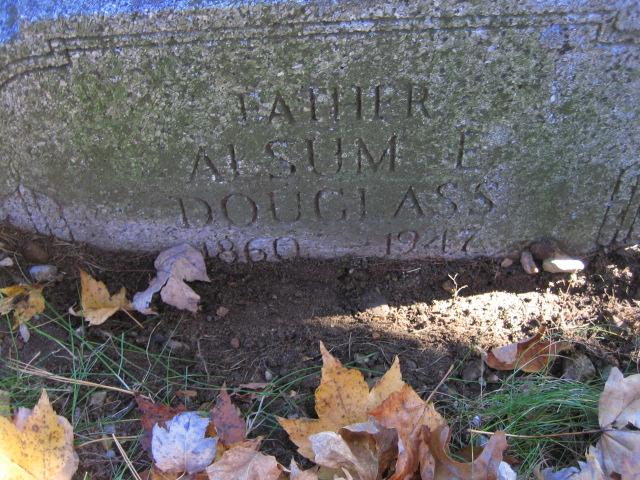 FATHER
ALSUM E
DOUGLASS
1860 1947